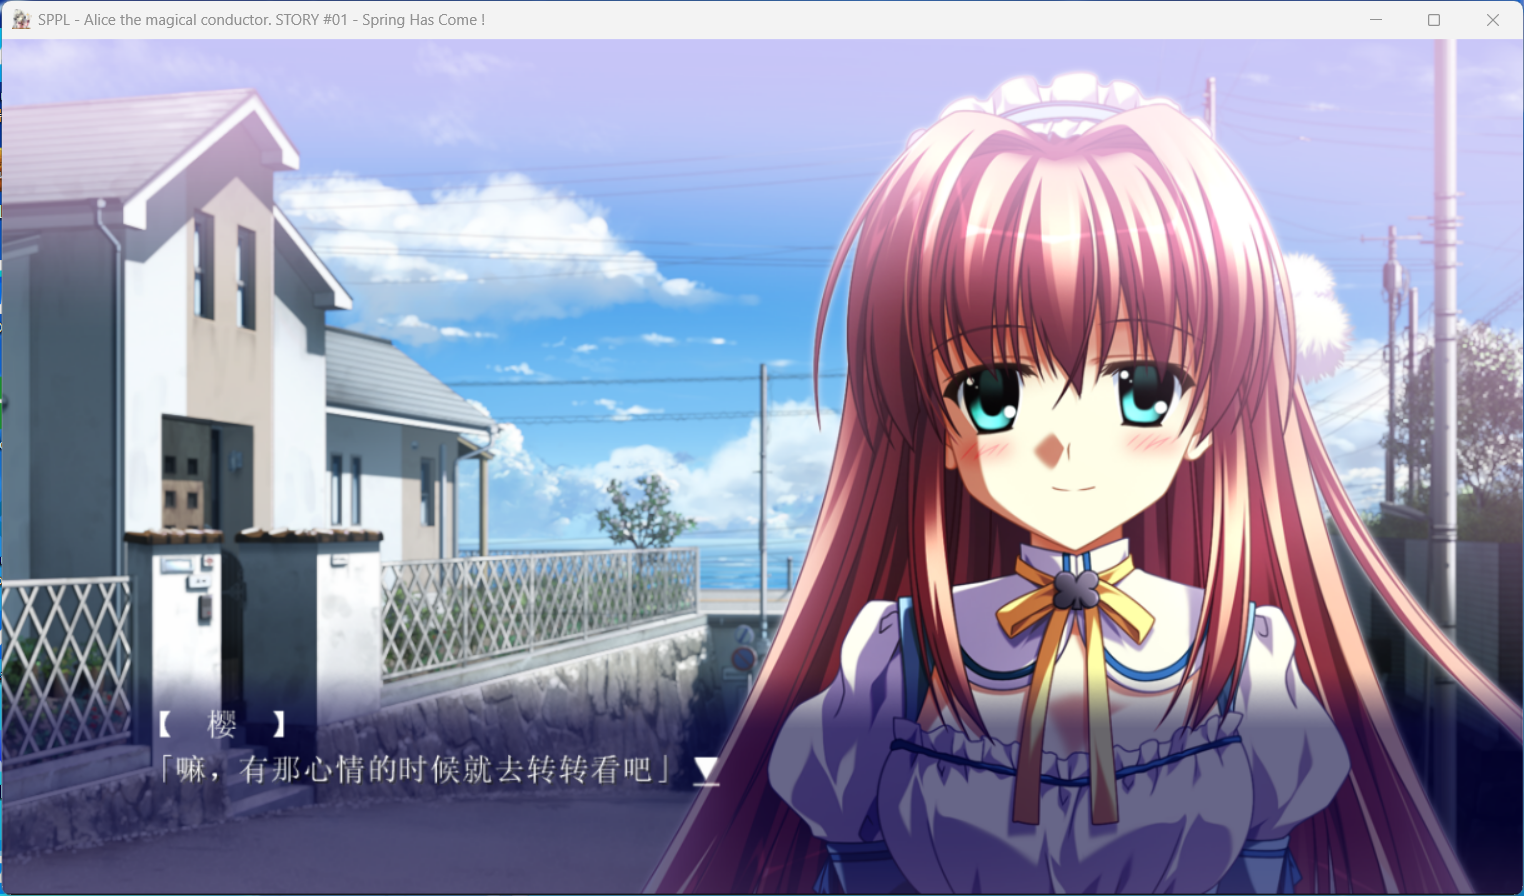 SPPL - Alice the magical conductor. STORY #01 - Spring Has Come !
【 樱 】
「嘛，有那心情的时候就去转转看吧」